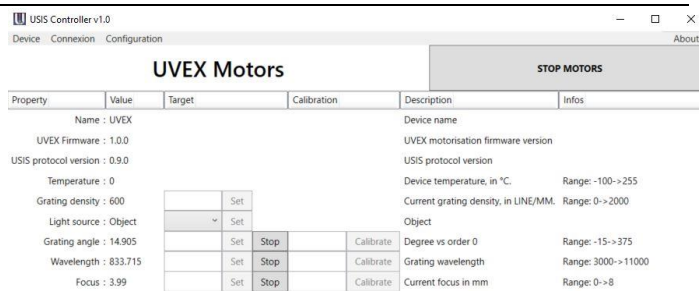 USIS Controller v1.0
Device Connexion Configuration About
UVEX Motors STOP MOTORS
Property Value Target Calibration Description Infos
Name : UVEX Device name
UVEX Firmware : 1.0.0 UVEX motorisation firmware version
USIS protocol version : 0.9.0 USIS protocol version
Temperature : 0 Device temperature, in °C. Range: -100->255
Grating density : 600 Set Current grating density, in LINE/MM. Range: 0->2000
Light source : Object Set Object
Grating angle : 14.905 Set Stop Calibrate Degree vs order 0 Range: -15->375
Wavelength : 833.715 Set Stop Calibrate Grating wavelength Range: 3000->11000
Focus : 3.99 Set Stop Calibrate Current focus in mm Range: 0->8